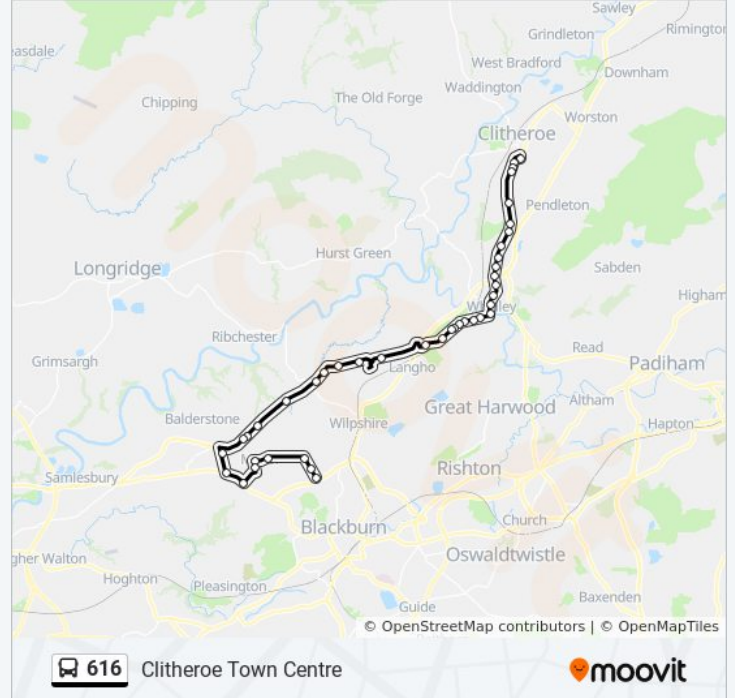 Sawley
Grindleton
Rimington
easdale
West Bradford
Downham
Waddington
Chipping
The Old Forge
Worston
Clitheroe
Pendleton
Hurst Green
Longridge
Sabden
Higham
Whalley
Ribchester
Read
Grimsargh
Langho
Padiham
Altham
Great Harwood
Balderstone
Wilpshire
Hapton
Samlesbury
Rishton
Church
Blackburn
gher Walton
Oswaldtwistle
Hoghton
Pleasington
Baxenden
Guide
© OpenStreetMap contributors | © OpenMapTiles
616 Clitheroe Town Centre
moovit